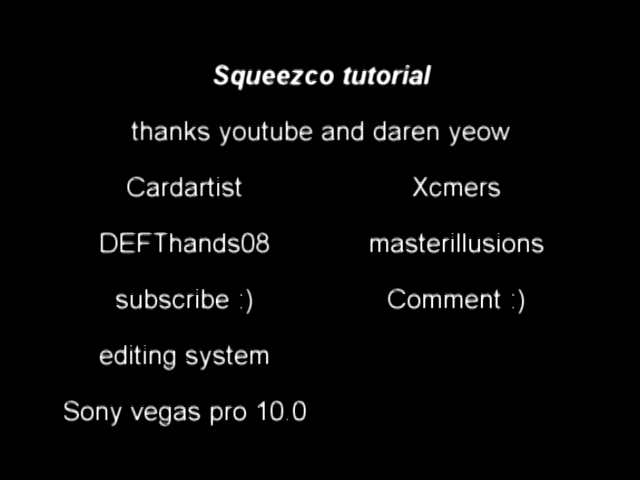 Squeezco tutorial
thanks youtube and daren yeow
Cardartist Xcmers
DEFThands08 masterillusions
subscribe :) Comment :)
editing system
Sony vegas pro 10.0